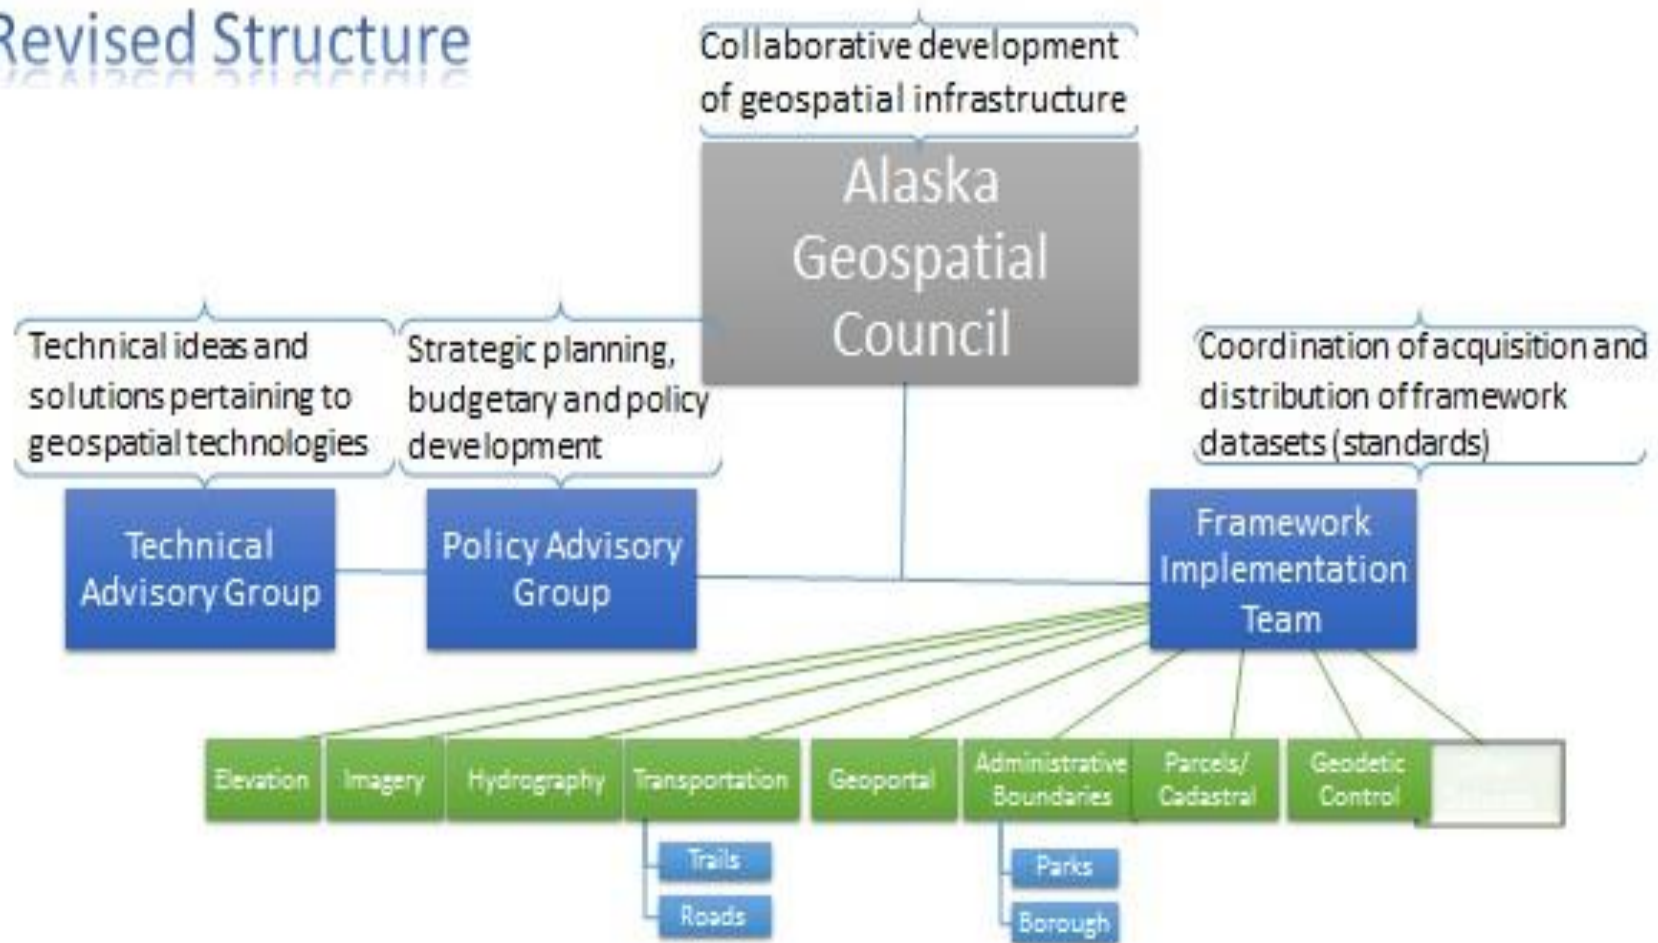 Revised Structure
Collaborative development
of geospatial infrastructure
Alaska
Geospatial
Council
Technical ideas and
solutions pertaining to
geospatial technologies
Strategic planning,
budgetary and policy
development
Coordination of acquisition and
distribution of framework
datasets (standards)
Technical
Advisory Group
Policy Advisory
Group
Framework
Implementation
Team
Elevation
Imagery
Hydrography
Transportation
Geoportal
Administrative
Boundaries
Parcels/
Cadastral
Geodetic
Control
Trails
Roads
Parks
Borough